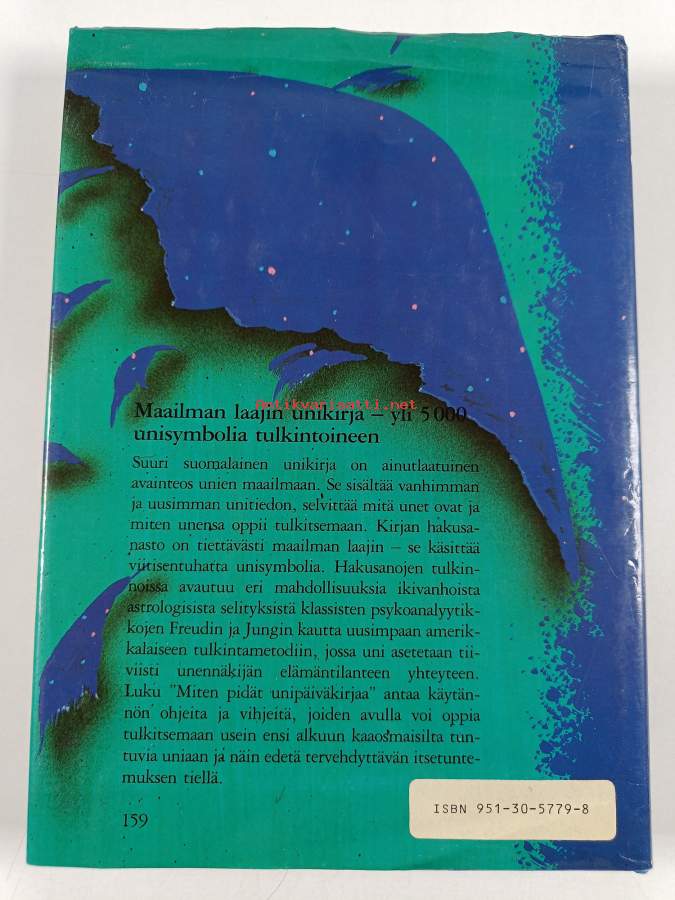 Maailman laajin unikirja – yli 5 000
antikvariaatti.net
unisymbolia tulkintoineen
Suuri suomalainen unikirja on ainutlaatuinen
avainteos unien maailmaan. Se sisältää vanhimman
ja uusimman unitiedon, selvittää mitä unet ovat ja
miten unensa oppii tulkitsemaan. Kirjan hakusa-
nasto on tiettävästi maailman laajin – se käsittää
viitisentuhatta unisymbolia. Hakusanojen tulkin-
noissa avautuu eri mahdollisuuksia ikivanhoista
astrologisista selityksistä klassisten psykoanalyytik-
kojen Freudin ja Jungin kautta uusimpaan amerik-
kalaiseen tulkintametodiin, jossa uni asetetaan tii-
viisti unennäkijän elämäntilanteen yhteyteen.
Luku "Miten pidät unipäiväkirjaa" antaa käytän-
nön ohjeita ja vihjeitä, joiden avulla voi oppia
tulkitsemaan usein ensi alkuun kaaosmaisilta tun-
tuvia uniaan ja näin edetä tervehdyttävän itsetunte-
muksen tiellä.
159
ISBN 951-30-5779-8